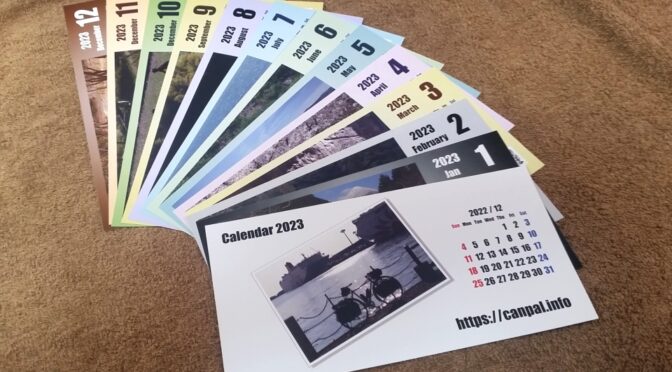 Calendar 2023
2022 / 12
Sun. Mon. Tue. Wed. Thu. Fri. Sat.
1 2 3
4 5 6 7 8 9 10
11 12 13 14 15 16 17
18 19 20 21 22 23 24
25 26 27 28 29 30 31
https://canpal.info
2023
Jan
1
2023
February
2
2023
March
3
2023
April
4
2023
May
5
2023
June
6
2023
July
7
2023
August
8
2023
September
9
2023
December
10
2023
December
11
2023
December
12